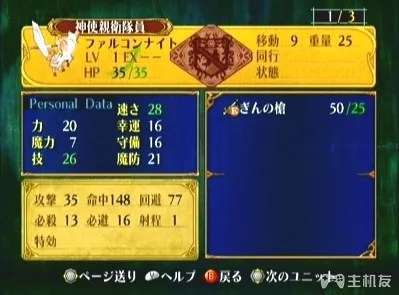 1/3
神使親衛隊員
ファルコンナイト
LV 1 EX--
HP 35/35
移動 9 重量 25
同行
状態
Personal Data
速さ 28
力 20 幸運 16
魔力 7 守備 16
技 26 魔防 21
ぎんの槍 50/25
攻撃 35 命中148 回避 77
必殺 13 必避 16 射程 1
特効
ページ送り Y ヘルプ B 戻る 次のユニット
主机友